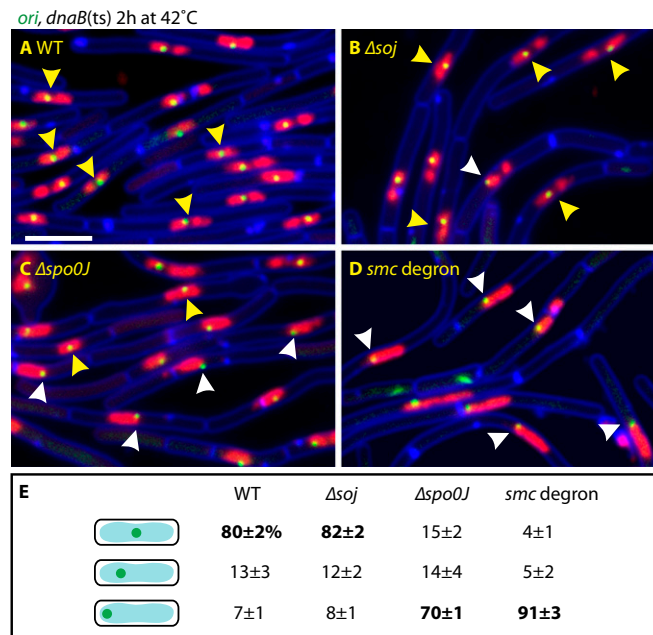 ori, dnaB(ts) 2h at 42˚C
A WT
B Δsoj
C Δspo0J
D smc degron
E WT Δsoj Δspo0J smc degron
80±2% 82±2 15±2 4±1
13±3 12±2 14±4 5±2
7±1 8±1 70±1 91±3